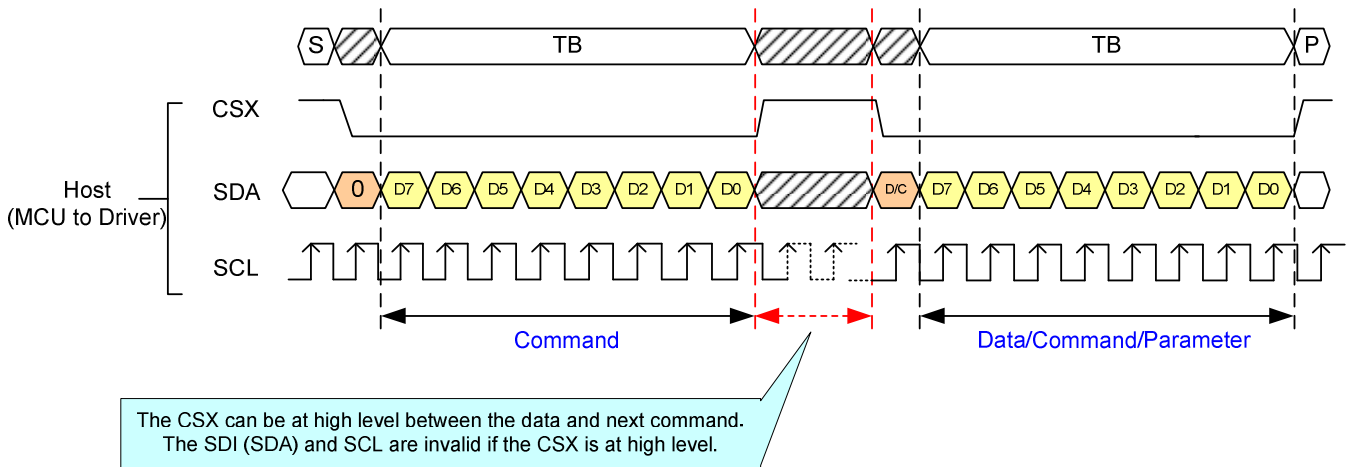 S TB TB P
CSX
Host
(MCU to Driver)
SDA 0 D7 D6 D5 D4 D3 D2 D1 D0 D/C D7 D6 D5 D4 D3 D2 D1 D0
SCL
Command Data/Command/Parameter
The CSX can be at high level between the data and next command.
The SDI (SDA) and SCL are invalid if the CSX is at high level.